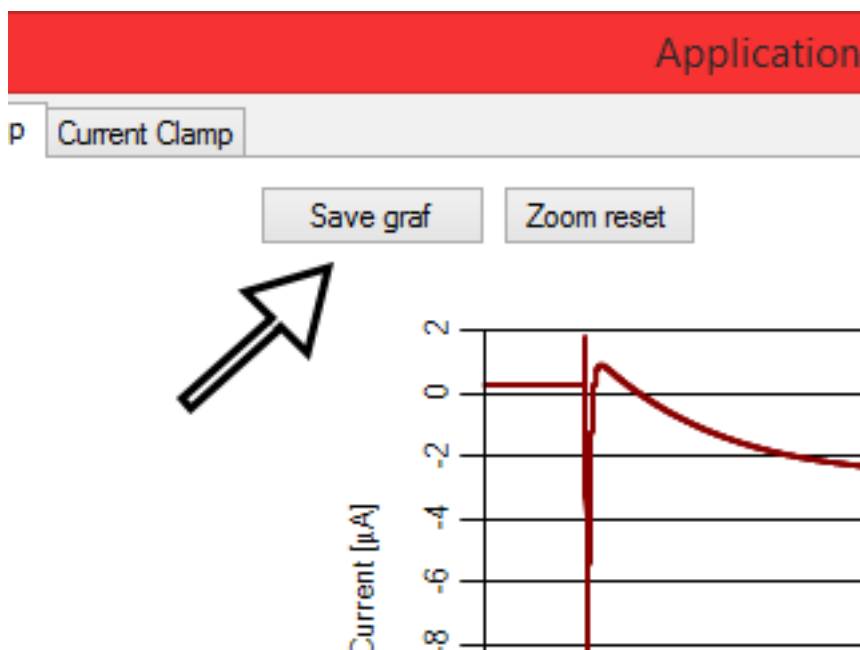 Application
p
Current Clamp
Save graf
Zoom reset
2
0
-2
-4
-6
-8
Current [µA]